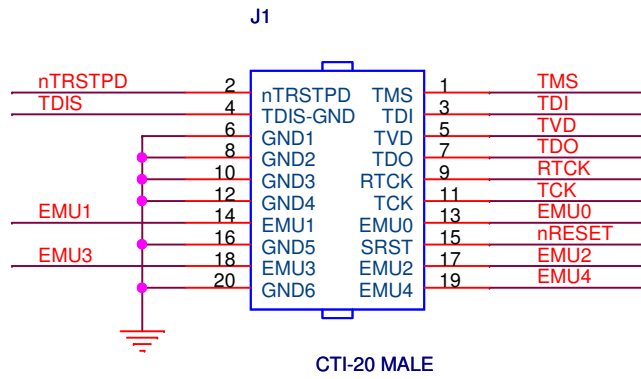 J1
nTRSTPD 2 nTRSTPD TMS 1 TMS
TDIS 4 TDIS-GND TDI 3 TDI
6 GND1 TVD 5 TVD
8 GND2 TDO 7 TDO
10 GND3 RTCK 9 RTCK
12 GND4 TCK 11 TCK
EMU1 14 EMU1 EMU0 13 EMU0
16 GND5 SRST 15 nRESET
EMU3 18 EMU3 EMU2 17 EMU2
20 GND6 EMU4 19 EMU4
CTI-20 MALE